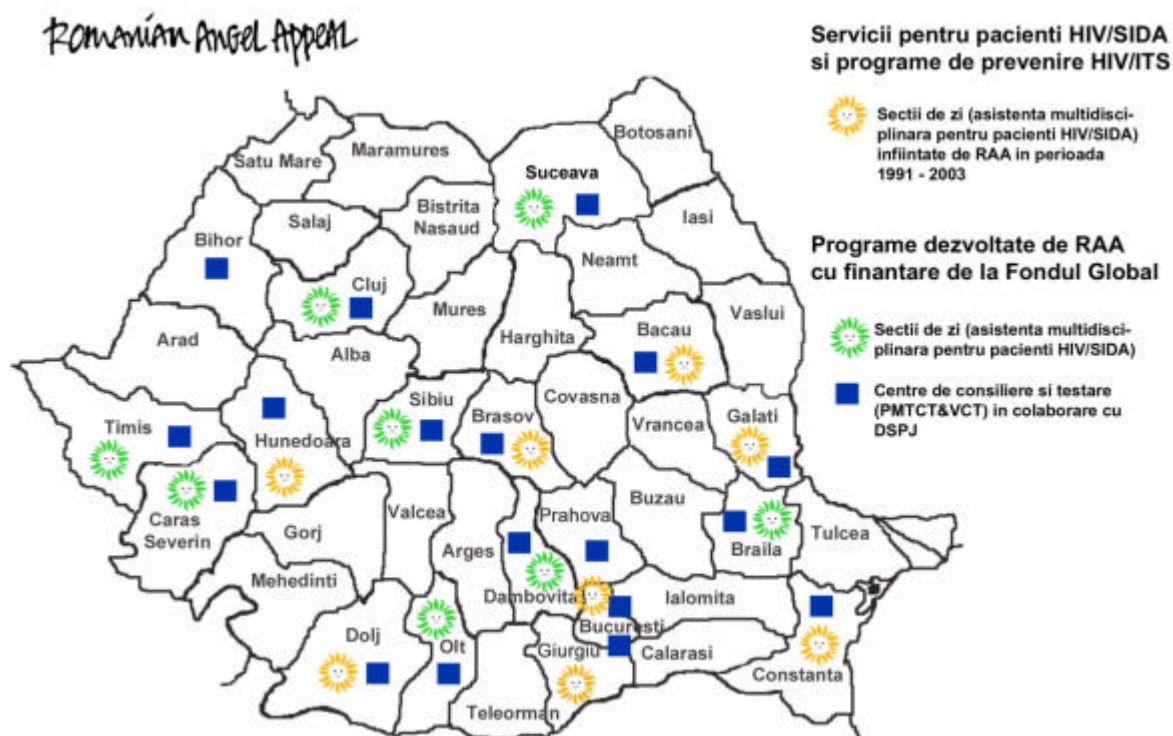 ROMANIAN ANGEL APPEAL
Servicii pentru pacienti HIV/SIDA
si programe de prevenire HIV/ITS
Sectii de zi (asistenta multidisci-
plinara pentru pacienti HIV/SIDA)
infiintate de RAA in perioada
1991 - 2003
Programe dezvoltate de RAA
cu finantare de la Fondul Global
Sectii de zi (asistenta multidisci-
plinara pentru pacienti HIV/SIDA)
Centre de consiliere si testare
(PMTCT&VCT) in colaborare cu
DSPJ
Botosani
Satu Mare
Maramures
Suceava
Salaj
Bistrita
Nasaud
Iasi
Bihor
Neamt
Cluj
Mures
Harghita
Bacau
Vaslui
Arad
Alba
Sibiu
Brasov
Covasna
Vrancea
Galati
Timis
Hunedoara
Caras
Severin
Gorj
Valcea
Arges
Prahova
Buzau
Braila
Tulcea
Mehedinti
Dambovita
Ialomita
Bucuresti
Dolj
Olt
Giurgiu
Calarasi
Constanta
Teleorman